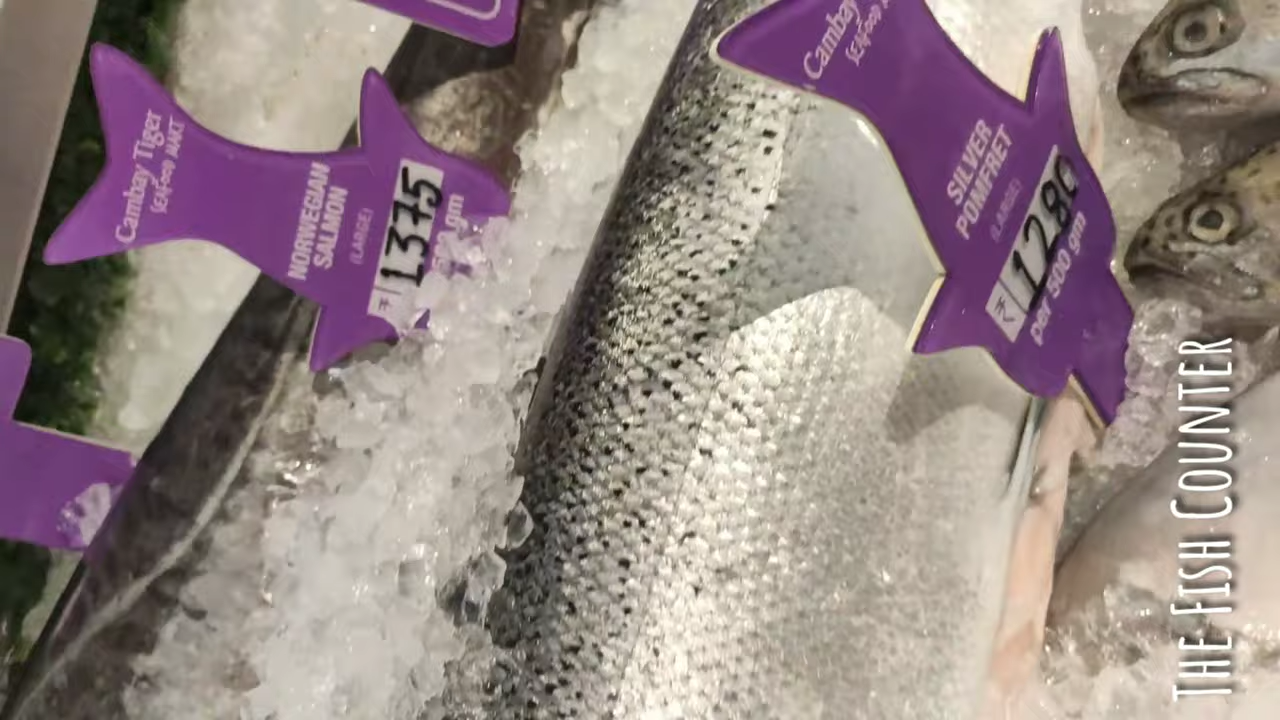 Cambay Tiger
SEAFOOD MART
NORWEGIAN
SALMON
(LARGE)
₹ 1375
gm
Cambay
SEAFOOD
SILVER
POMFRET
(LARGE)
₹ 1280
per 500 gm
THE FISH COUNTER